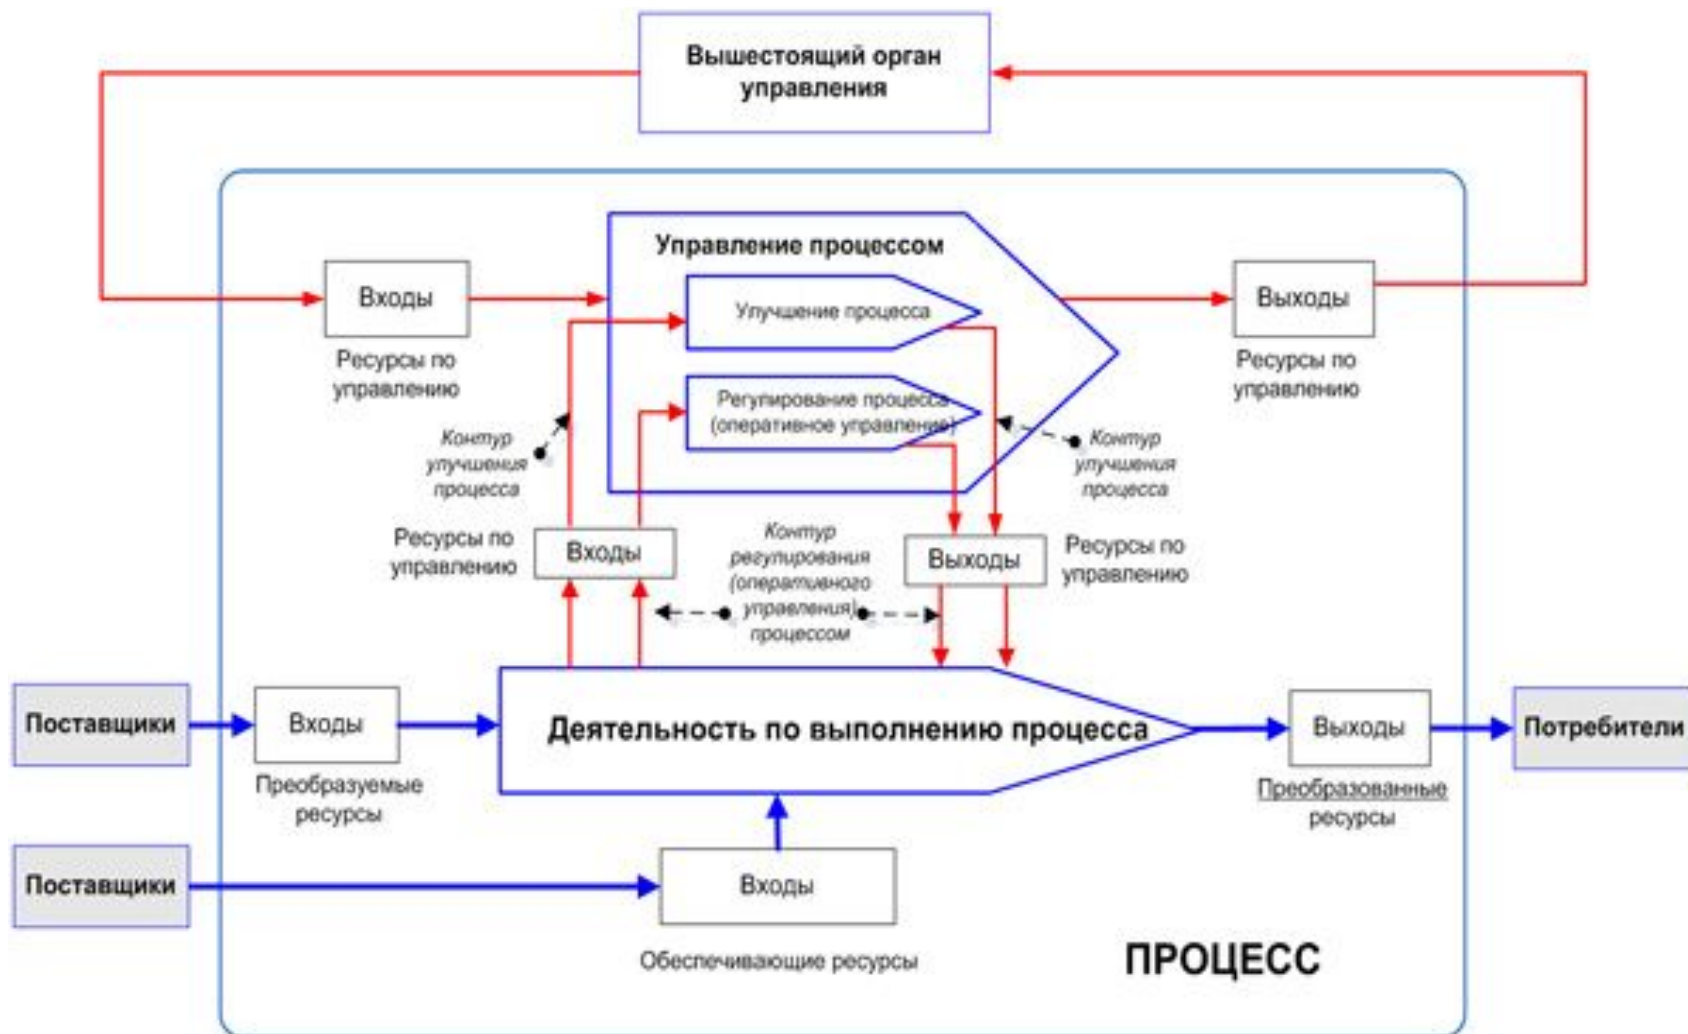 Вышестоящий орган
управления
Управление процессом
Входы
Ресурсы по
управлению
Улучшение процесса
Выходы
Ресурсы по
управлению
Регулирование процесса
(оперативное управление)
Контур
улучшения
процесса
Контур
улучшения
процесса
Ресурсы по
управлению
Входы
Контур
регулирования
(оперативного
управления)
процессом
Выходы
Ресурсы по
управлению
Поставщики
Входы
Преобразуемые
ресурсы
Деятельность по выполнению процесса
Выходы
Преобразованные
ресурсы
Потребители
Поставщики
Входы
Обеспечивающие ресурсы
ПРОЦЕСС